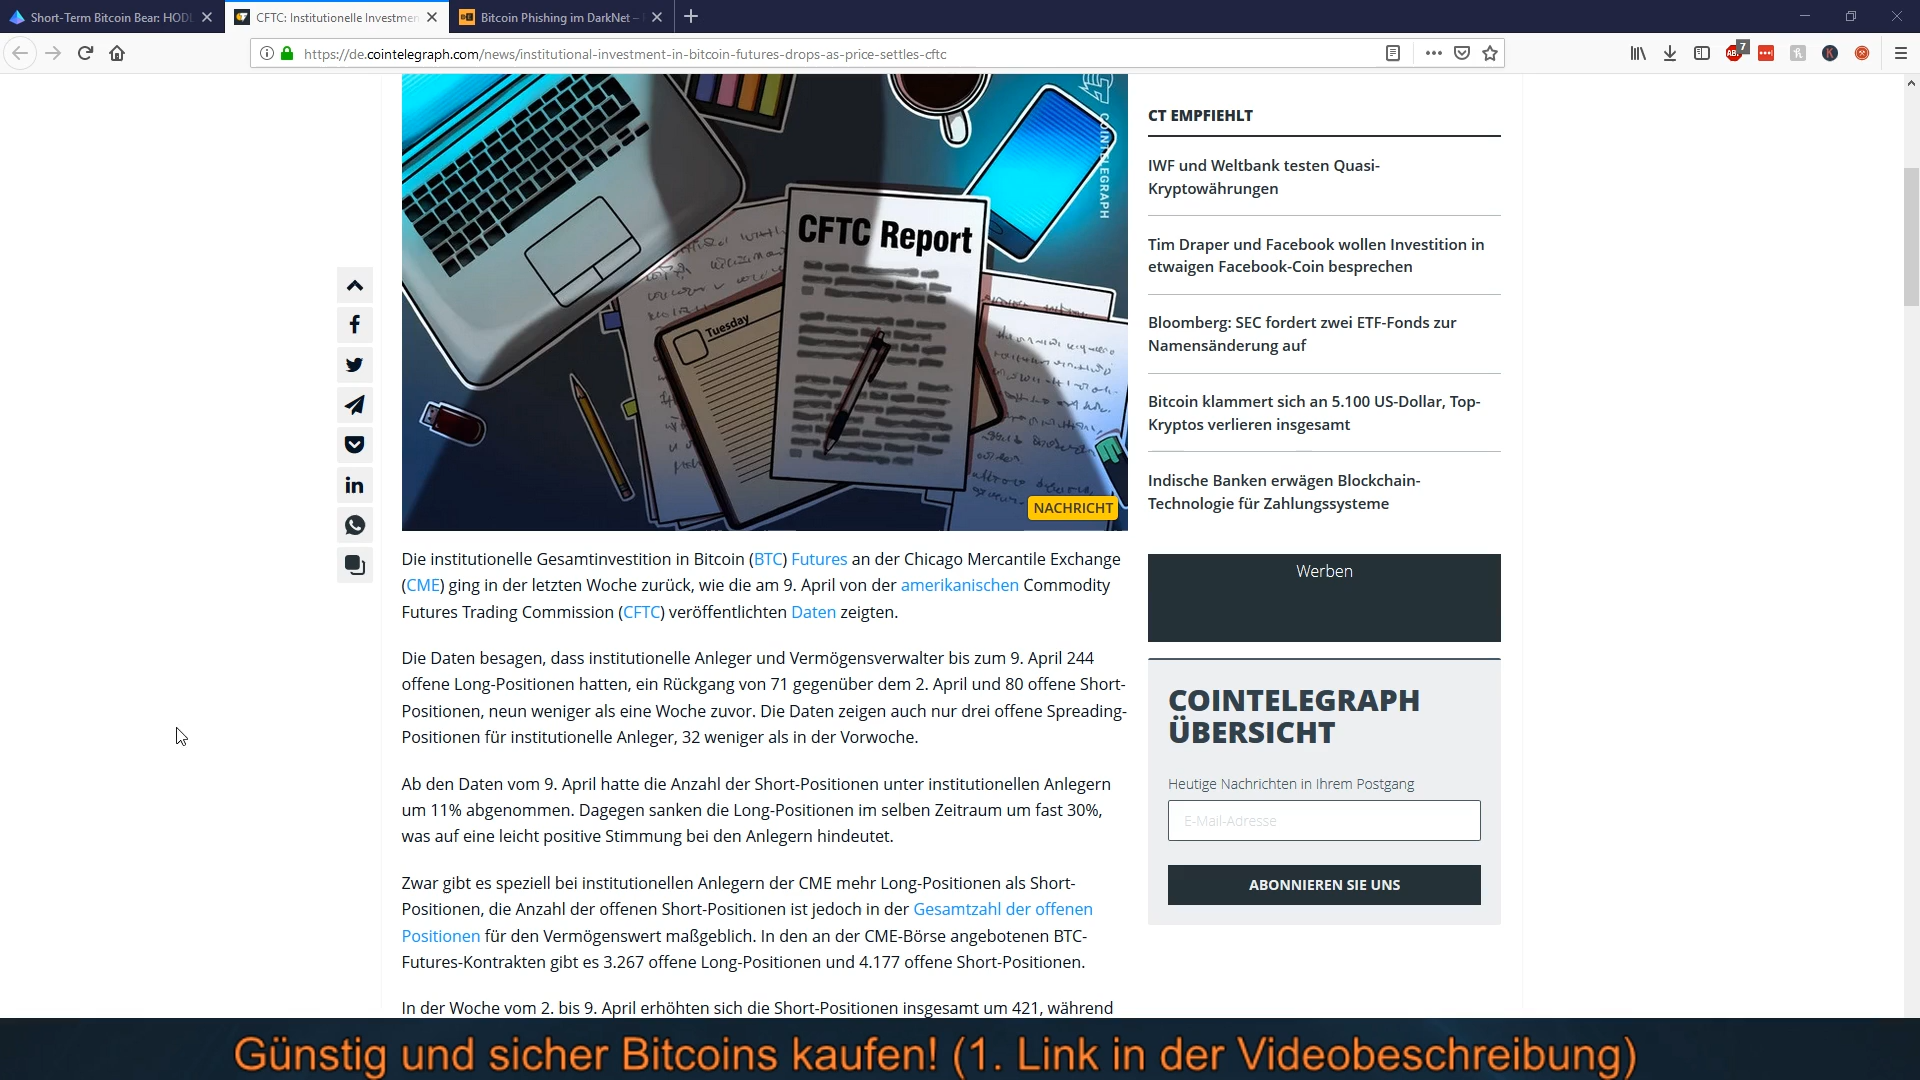 Short-Term Bitcoin Bear: HODL
CFTC: Institutionelle Investmen
Bitcoin Phishing im DarkNet –
https://de.cointelegraph.com/news/institutional-investment-in-bitcoin-futures-drops-as-price-settles-cftc
7
COINTELEGRAPH
CFTC Report
Tuesday
NACHRICHT
Die institutionelle Gesamtinvestition in Bitcoin (BTC) Futures an der Chicago Mercantile Exchange
(CME) ging in der letzten Woche zurück, wie die am 9. April von der amerikanischen Commodity
Futures Trading Commission (CFTC) veröffentlichten Daten zeigten.
Die Daten besagen, dass institutionelle Anleger und Vermögensverwalter bis zum 9. April 244
offene Long-Positionen hatten, ein Rückgang von 71 gegenüber dem 2. April und 80 offene Short-
Positionen, neun weniger als eine Woche zuvor. Die Daten zeigen auch nur drei offene Spreading-
Positionen für institutionelle Anleger, 32 weniger als in der Vorwoche.
Ab den Daten vom 9. April hatte die Anzahl der Short-Positionen unter institutionellen Anlegern
um 11% abgenommen. Dagegen sanken die Long-Positionen im selben Zeitraum um fast 30%,
was auf eine leicht positive Stimmung bei den Anlegern hindeutet.
Zwar gibt es speziell bei institutionellen Anlegern der CME mehr Long-Positionen als Short-
Positionen, die Anzahl der offenen Short-Positionen ist jedoch in der Gesamtzahl der offenen
Positionen für den Vermögenswert maßgeblich. In den an der CME-Börse angebotenen BTC-
Futures-Kontrakten gibt es 3.267 offene Long-Positionen und 4.177 offene Short-Positionen.
In der Woche vom 2. bis 9. April erhöhten sich die Short-Positionen insgesamt um 421, während
CT EMPFIEHLT
IWF und Weltbank testen Quasi-
Kryptowährungen
Tim Draper und Facebook wollen Investition in
etwaigen Facebook-Coin besprechen
Bloomberg: SEC fordert zwei ETF-Fonds zur
Namensänderung auf
Bitcoin klammert sich an 5.100 US-Dollar, Top-
Kryptos verlieren insgesamt
Indische Banken erwägen Blockchain-
Technologie für Zahlungssysteme
Werben
COINTELEGRAPH
ÜBERSICHT
Heutige Nachrichten in Ihrem Postgang
E-Mail-Adresse
ABONNIEREN SIE UNS
Günstig und sicher Bitcoins kaufen! (1. Link in der Videobeschreibung)